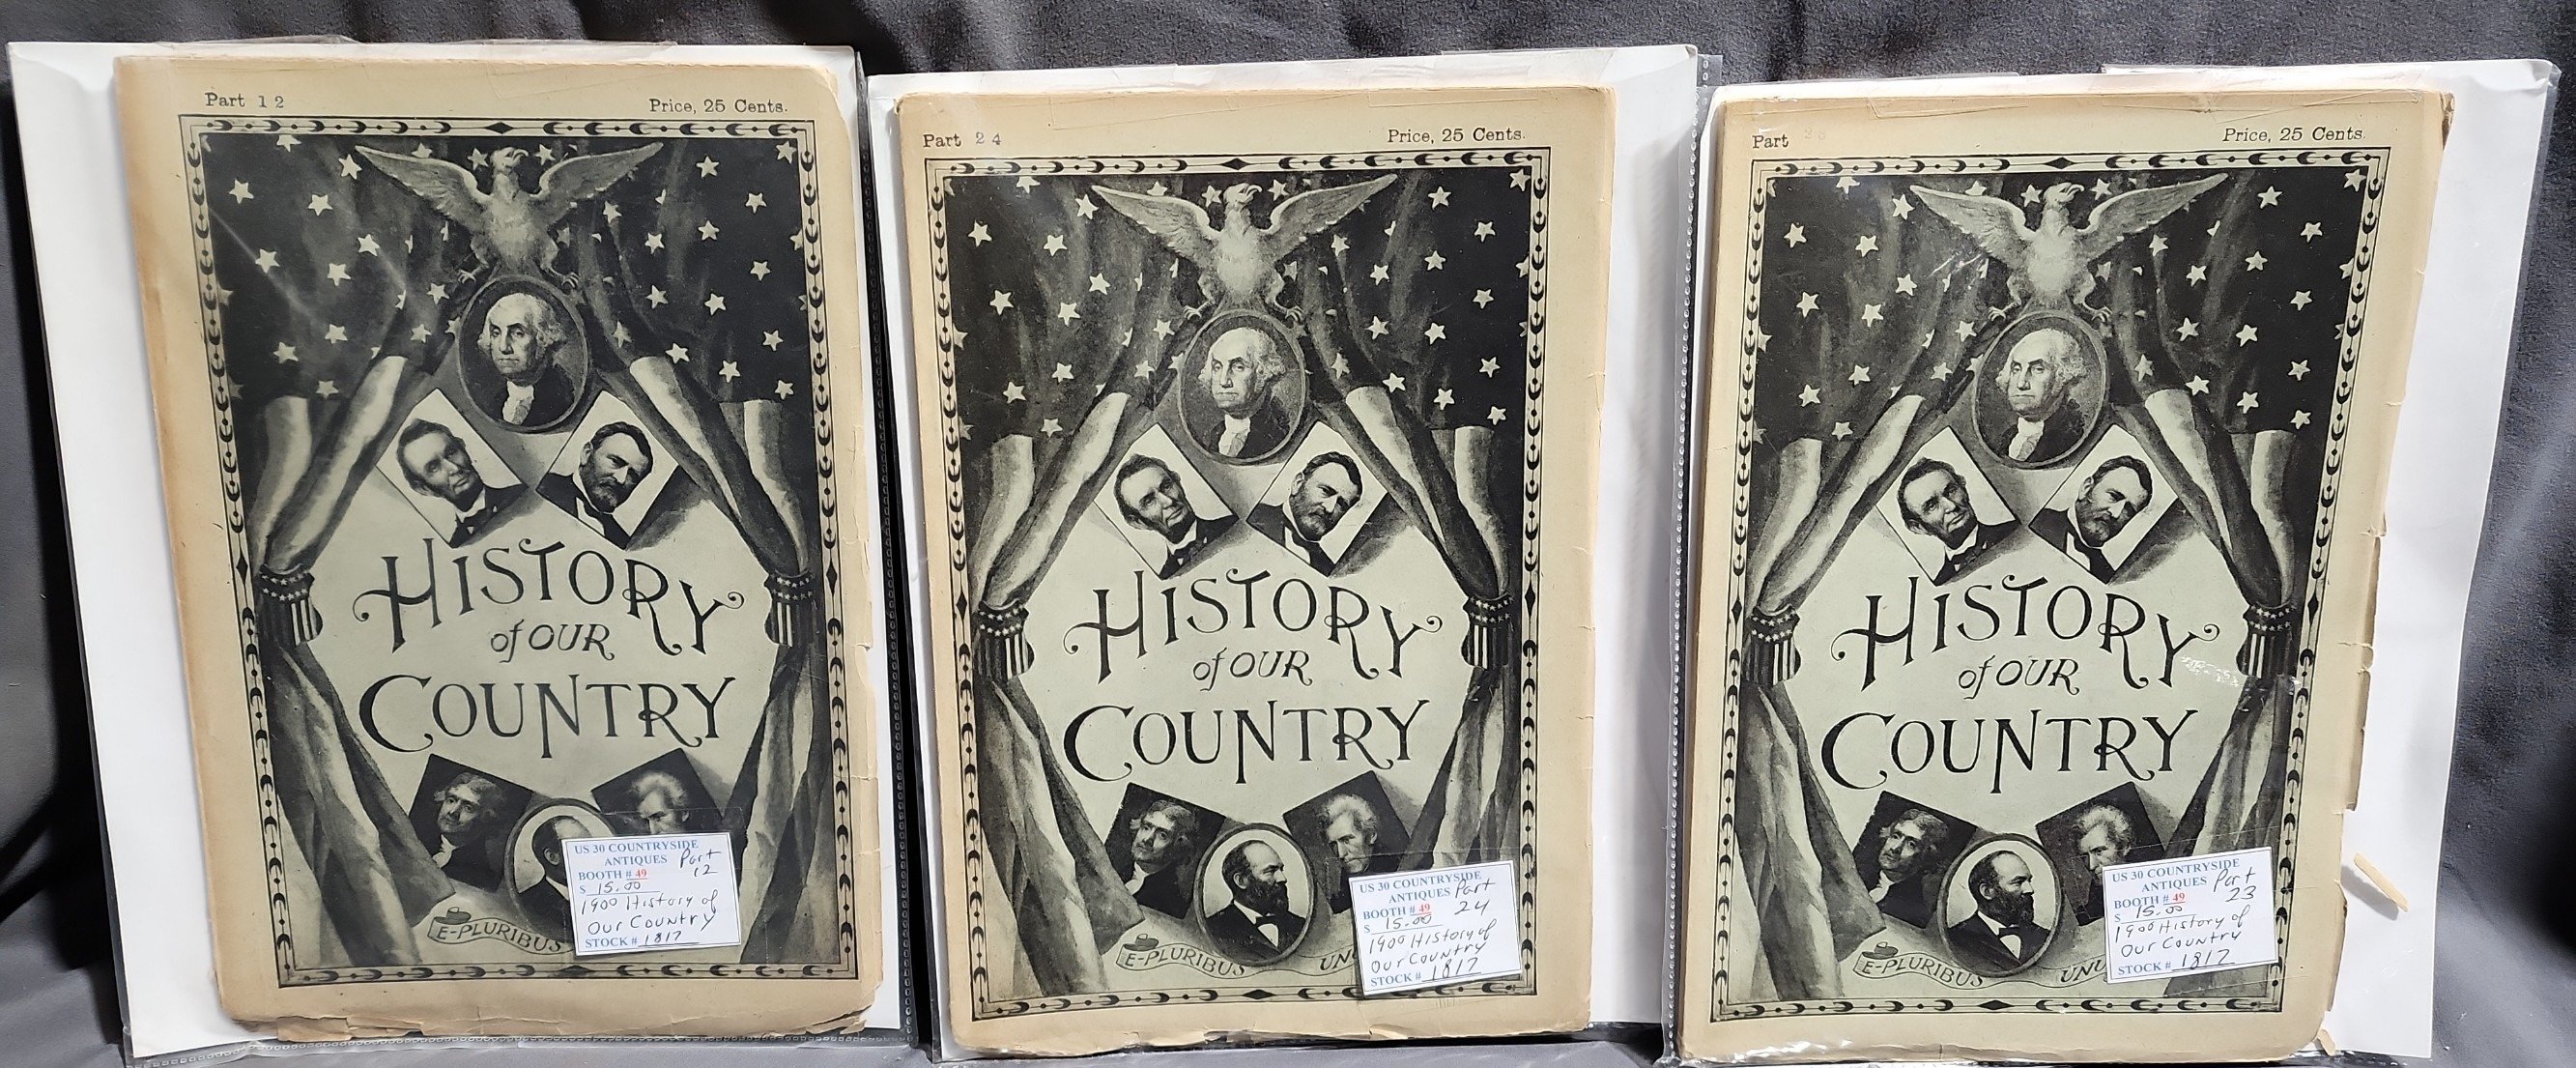 Part 12
Price, 25 Cents.
HISTORY
of OUR
COUNTRY
E-PLURIBUS
US 30 COUNTRYSIDE
ANTIQUES Part
12
BOOTH # 49
$ 15.00
1900 History of
Our Country
STOCK # 1817
Part 24
Price, 25 Cents.
HISTORY
of OUR
COUNTRY
E-PLURIBUS UN
US 30 COUNTRYSIDE
ANTIQUES Part
24
BOOTH # 49
$ 15.00
1900 History of
Our Country
STOCK # 1817
Part
Price, 25 Cents.
HISTORY
of OUR
COUNTRY
E-PLURIBUS UNU
US 30 COUNTRYSIDE
ANTIQUES Part
23
BOOTH # 49
$ 15.00
1900 History of
Our Country
STOCK # 1817